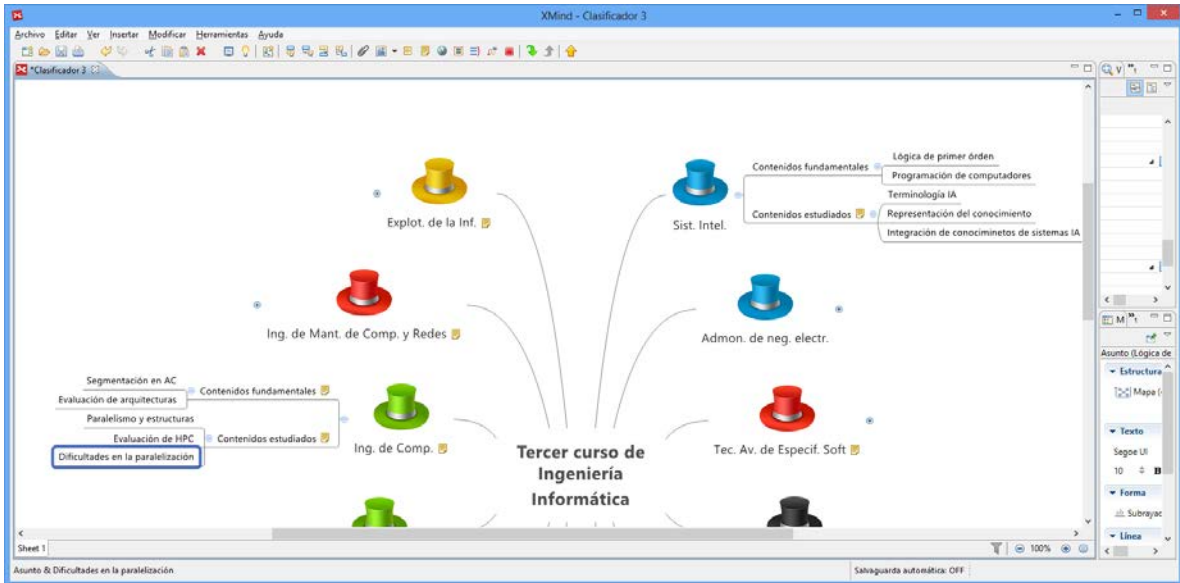 XMind - Clasificador 3
Archivo Editar Ver Insertar Modificar Herramientas Ayuda
*Clasificador 3
V
Explot. de la Inf.
Sist. Intel.
Contenidos fundamentales
Lógica de primer órden
Programación de computadores
Contenidos estudiados
Terminología IA
Representación del conocimiento
Integración de conociminetos de sistemas IA
Ing. de Mant. de Comp. y Redes
Admon. de neg. electr.
Segmentación en AC
Evaluación de arquitecturas
Contenidos fundamentales
Paralelismo y estructuras
Evaluación de HPC
Dificultades en la paralelización
Contenidos estudiados
Ing. de Comp.
Tec. Av. de Especif. Soft
Tercer curso de
Ingeniería
Informática
M
Asunto (Lógica de
Estructura
Mapa (
Texto
Segoe UI
10 B
Forma
Subrayac
Línea
Sheet 1
100%
Asunto & Dificultades en la paralelización
Salvaguarda automática: OFF